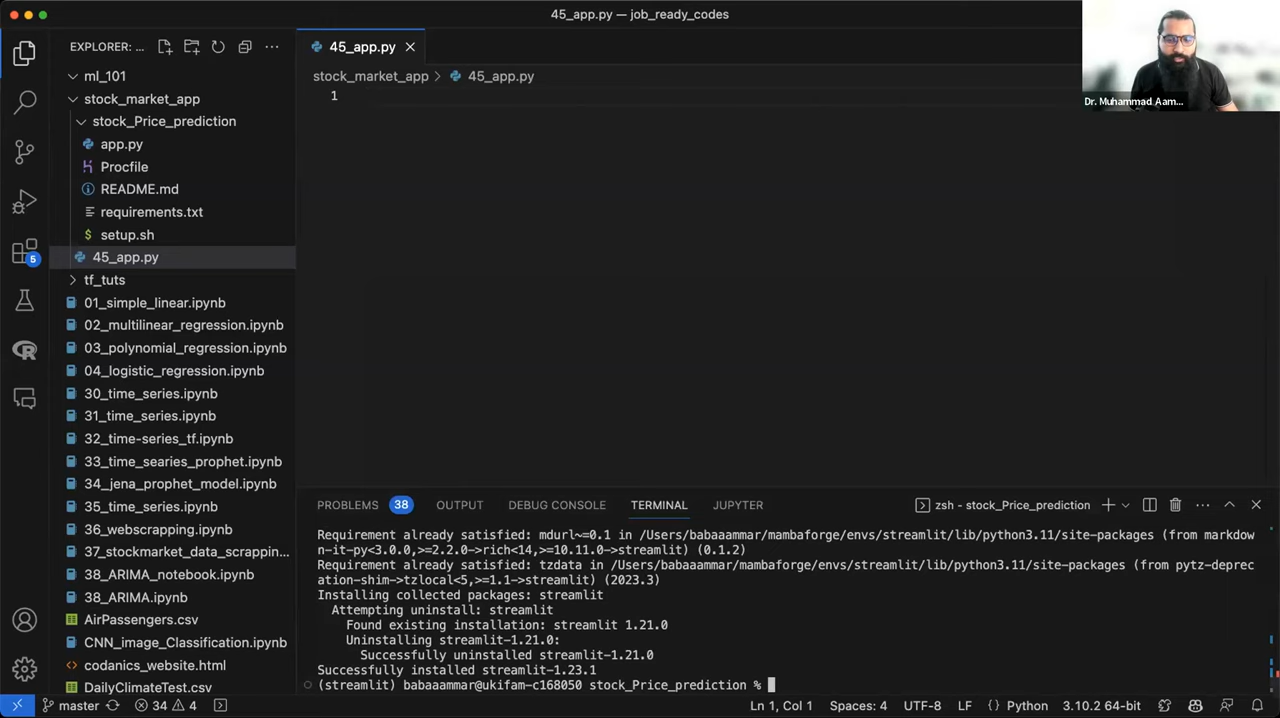 45_app.py — job_ready_codes
EXPLORER: ...
45_app.py
Dr. Muhammad Aam...
ml_101
stock_market_app
stock_Price_prediction
app.py
Procfile
README.md
requirements.txt
setup.sh
45_app.py
tf_tuts
01_simple_linear.ipynb
02_multilinear_regression.ipynb
03_polynomial_regression.ipynb
04_logistic_regression.ipynb
30_time_series.ipynb
31_time_series.ipynb
32_time-series_tf.ipynb
33_time_searies_prophet.ipynb
34_jena_prophet_model.ipynb
35_time_series.ipynb
36_webscrapping.ipynb
37_stockmarket_data_scrappin...
38_ARIMA_notebook.ipynb
38_ARIMA.ipynb
AirPassengers.csv
CNN_image_Classification.ipynb
codanics_website.html
DailyClimateTest.csv
5
stock_market_app > 45_app.py
1
PROBLEMS 38 OUTPUT DEBUG CONSOLE TERMINAL JUPYTER zsh - stock_Price_prediction
Requirement already satisfied: mdurl~=0.1 in /Users/babaaammar/mambaforge/envs/streamlit/lib/python3.11/site-packages (from markdow
n-it-py<3.0.0,>=2.2.0->rich<14,>=10.11.0->streamlit) (0.1.2)
Requirement already satisfied: tzdata in /Users/babaaammar/mambaforge/envs/streamlit/lib/python3.11/site-packages (from pytz-deprec
ation-shim->tzlocal<5,>=1.1->streamlit) (2023.3)
Installing collected packages: streamlit
Attempting uninstall: streamlit
Found existing installation: streamlit 1.21.0
Uninstalling streamlit-1.21.0:
Successfully uninstalled streamlit-1.21.0
Successfully installed streamlit-1.23.1
(streamlit) babaaammar@ukifam-c168050 stock_Price_prediction %
master 34 4 Ln 1, Col 1 Spaces: 4 UTF-8 LF Python 3.10.2 64-bit